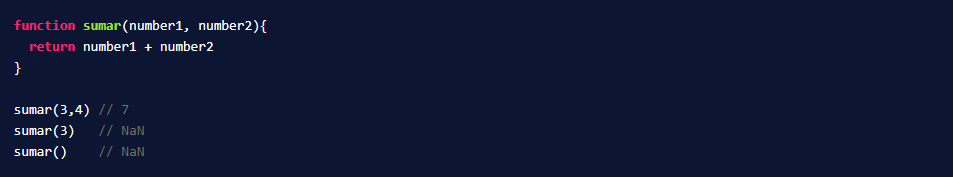 function sumar(number1, number2){
  return number1 + number2
}

sumar(3,4) // 7
sumar(3)   // NaN
sumar()    // NaN